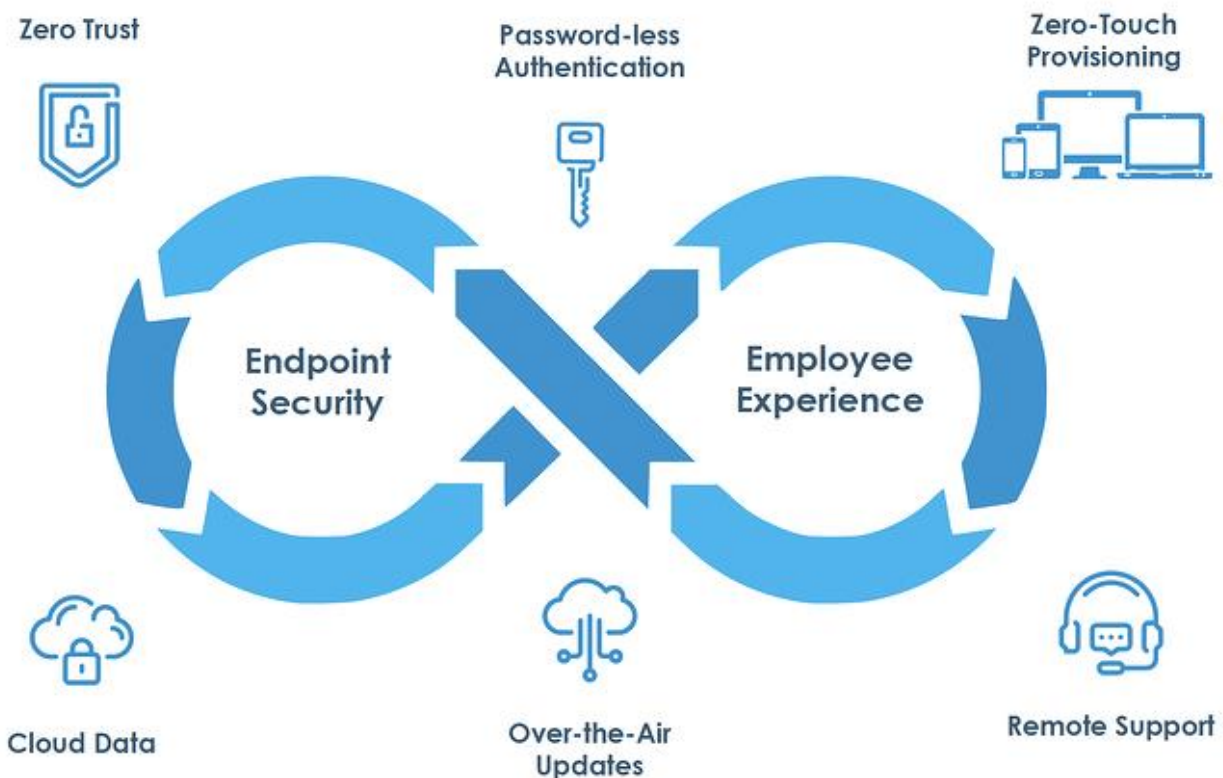 Zero Trust
Password-less
Authentication
Zero-Touch
Provisioning
Endpoint
Security
Employee
Experience
Cloud Data
Over-the-Air
Updates
Remote Support